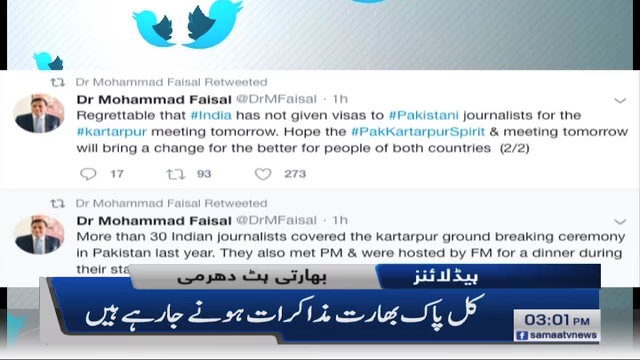 Dr Mohammad Faisal Retweeted
Dr Mohammad Faisal @DrMFaisal · 1h
Regrettable that #India has not given visas to #Pakistani journalists for the
#kartarpur meeting tomorrow. Hope the #PakKartarpurSpirit & meeting tomorrow
will bring a change for the better for people of both countries (2/2)
17 93 273
Dr Mohammad Faisal Retweeted
Dr Mohammad Faisal @DrMFaisal · 1h
More than 30 Indian journalists covered the kartarpur ground breaking ceremony
in Pakistan last year. They also met PM & were hosted by FM for a dinner during
their
ہیڈلائنز
بھارتی ہٹ دھرمی
کل پاک بھارت مذاکرات ہونے جارہے ہیں
03:01 PM
samaatvnews